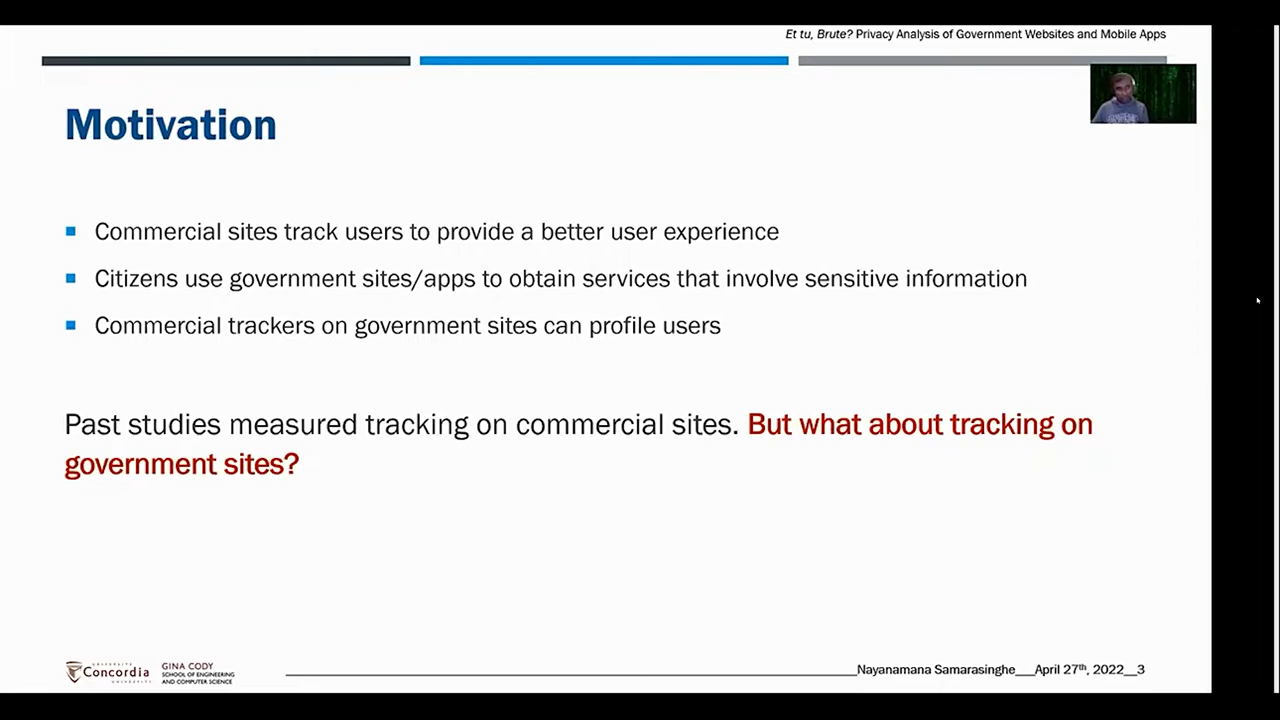 Et tu, Brute? Privacy Analysis of Government Websites and Mobile Apps
Motivation
Commercial sites track users to provide a better user experience
Citizens use government sites/apps to obtain services that involve sensitive information
Commercial trackers on government sites can profile users
Past studies measured tracking on commercial sites. But what about tracking on
government sites?
UNIVERSITÉ
Concordia
UNIVERSITY
GINA CODY
SCHOOL OF ENGINEERING
AND COMPUTER SCIENCE
Nayanamana Samarasinghe___April 27th, 2022__3